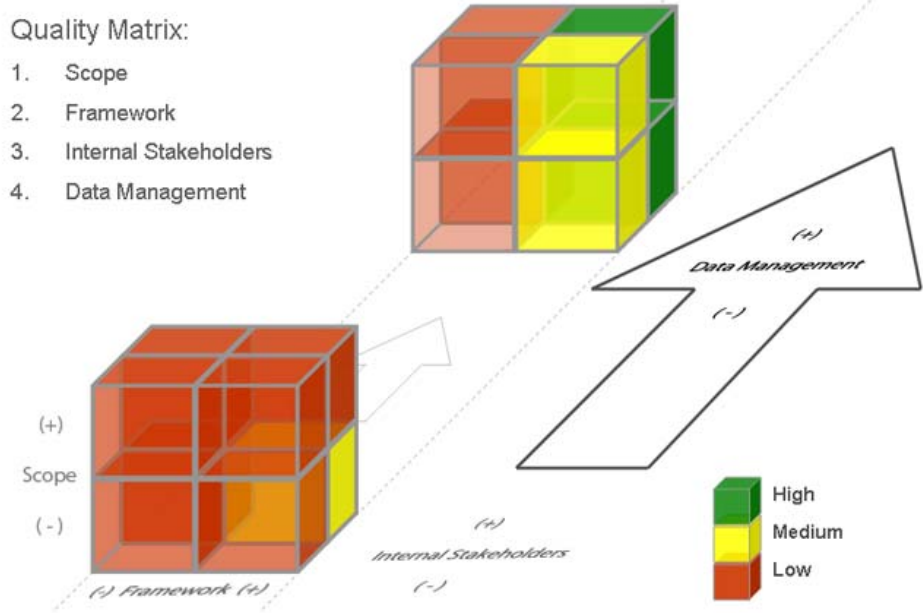 Quality Matrix:
1. Scope
2. Framework
3. Internal Stakeholders
4. Data Management
(+)
Data Management
(-)
(+)
Scope
(-)
High
Medium
Low
(+)
Internal Stakeholders
(-)
(-) Framework (+)